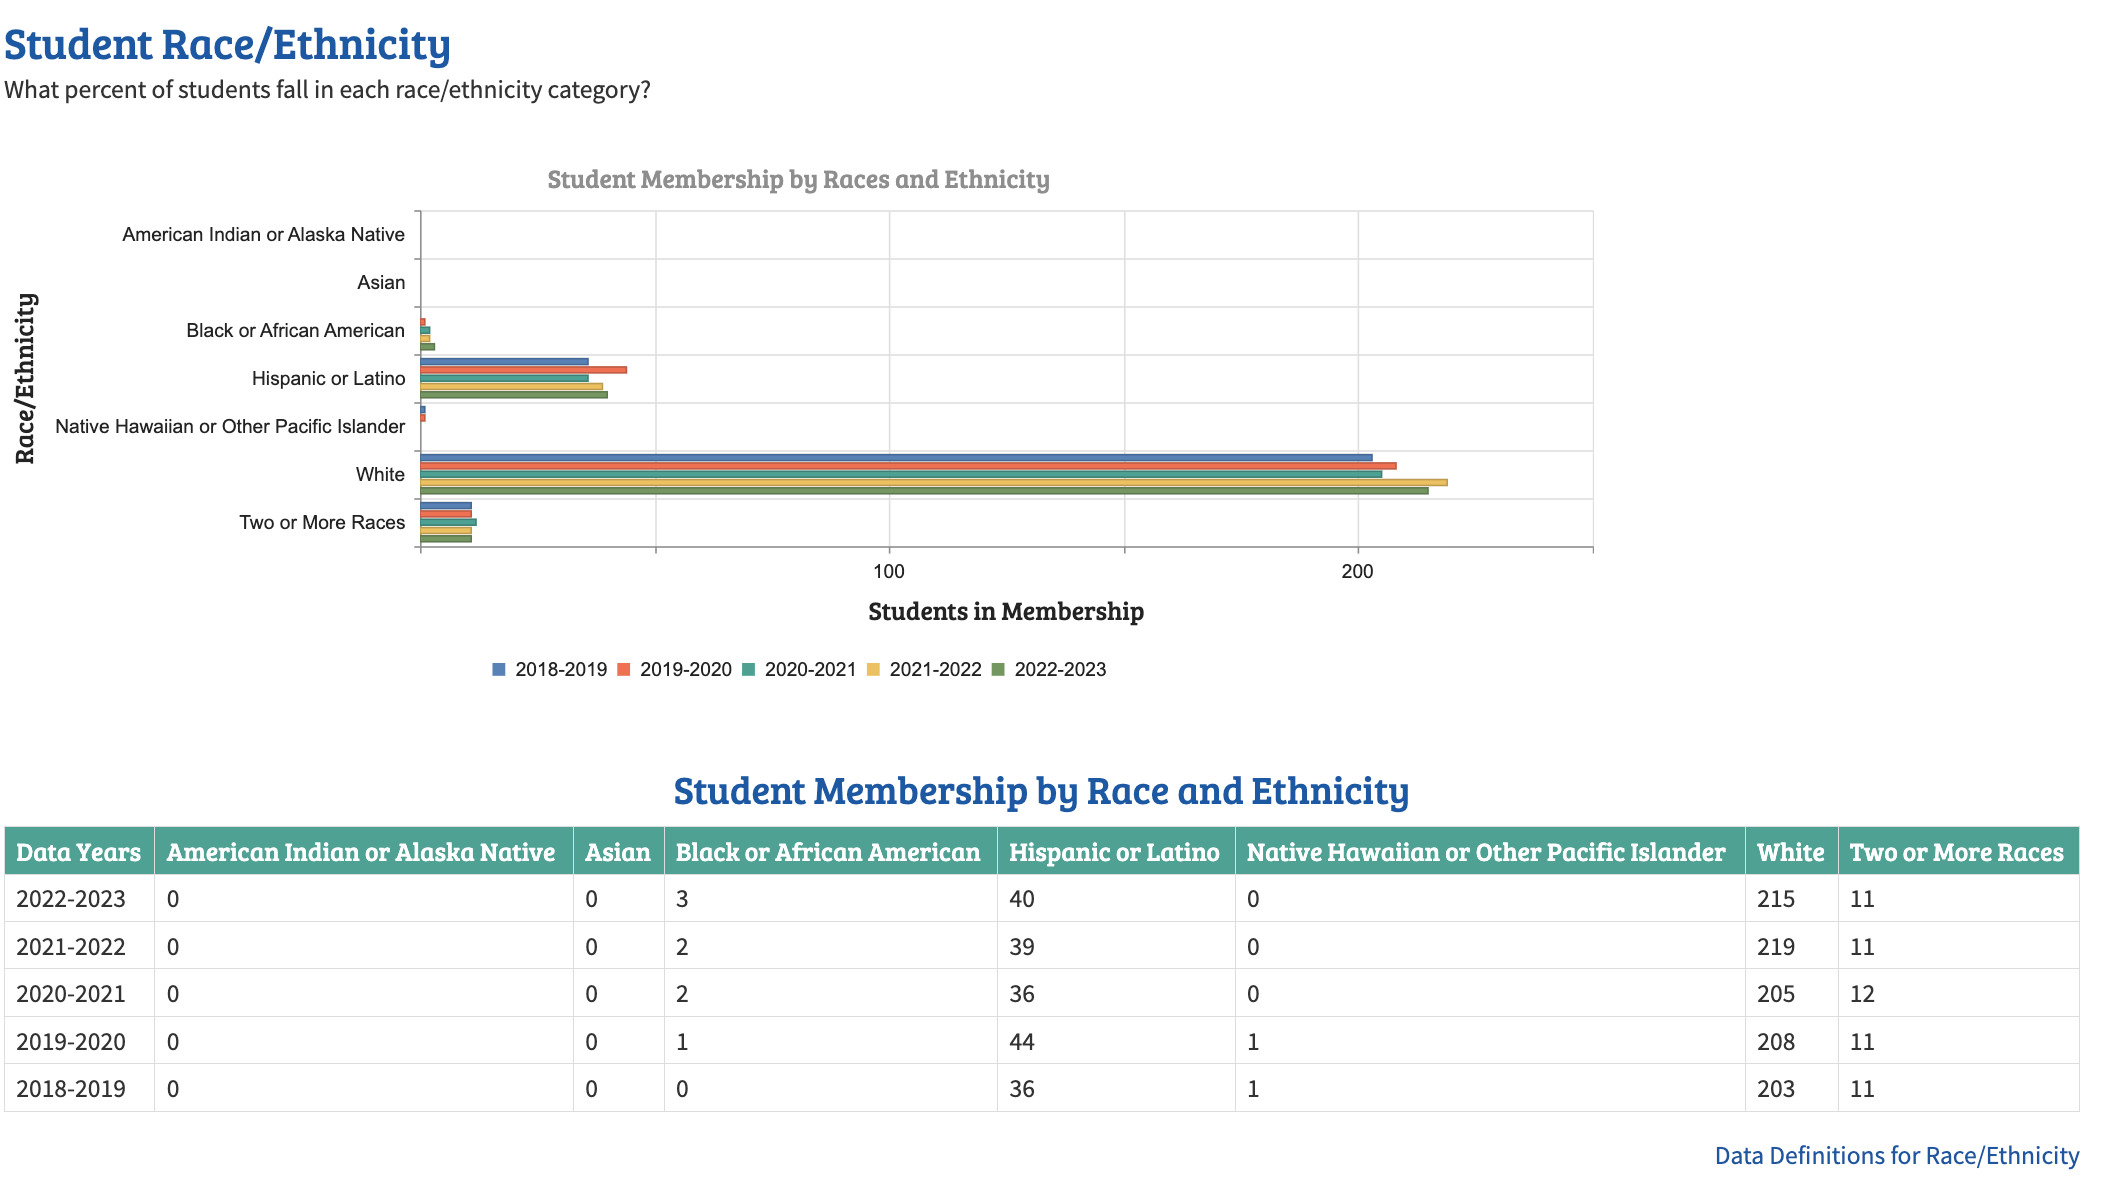 Student Race/Ethnicity
What percent of students fall in each race/ethnicity category?
Student Membership by Races and Ethnicity
Race/Ethnicity
American Indian or Alaska Native
Asian
Black or African American
Hispanic or Latino
Native Hawaiian or Other Pacific Islander
White
Two or More Races
100 200
Students in Membership
2018-2019 2019-2020 2020-2021 2021-2022 2022-2023
Student Membership by Race and Ethnicity
Data Years American Indian or Alaska Native Asian Black or African American Hispanic or Latino Native Hawaiian or Other Pacific Islander White Two or More Races
2022-2023 0 0 3 40 0 215 11
2021-2022 0 0 2 39 0 219 11
2020-2021 0 0 2 36 0 205 12
2019-2020 0 0 1 44 1 208 11
2018-2019 0 0 0 36 1 203 11
Data Definitions for Race/Ethnicity